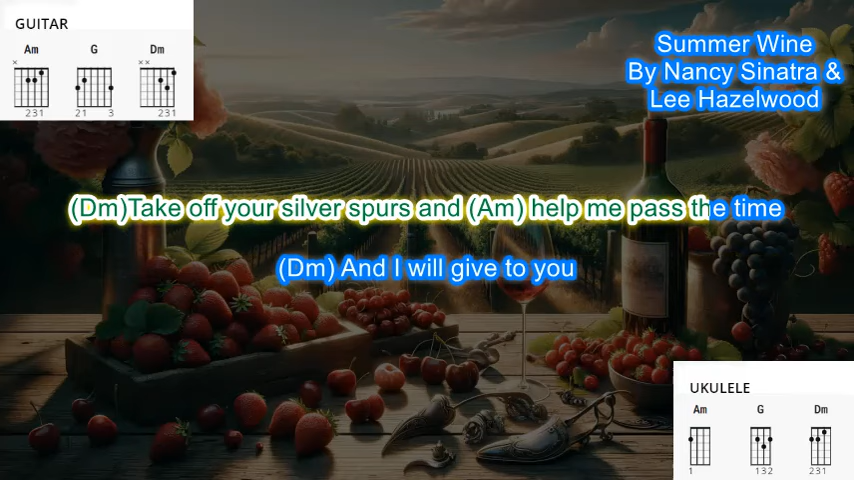 GUITAR
Am G Dm
× ××
231 21 3 231
Summer Wine
By Nancy Sinatra &
Lee Hazelwood
(Dm)Take off your silver spurs and (Am) help me pass the time
(Dm) And I will give to you
UKULELE
Am G Dm
1 132 231